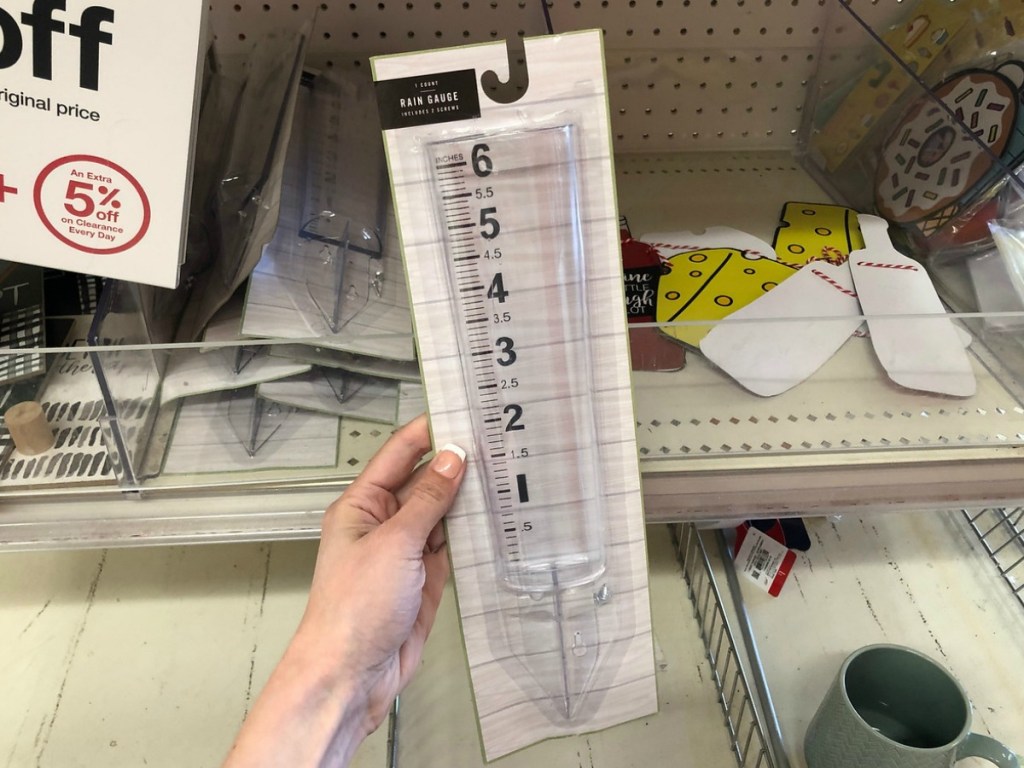 off
riginal price
+
An Extra
5%
off
on Clearance
Every Day
1 COUNT
RAIN GAUGE
INCLUDES 2 SCREWS
INCHES
6
5.5
5
4.5
4
3.5
3
2.5
2
1.5
1
.5